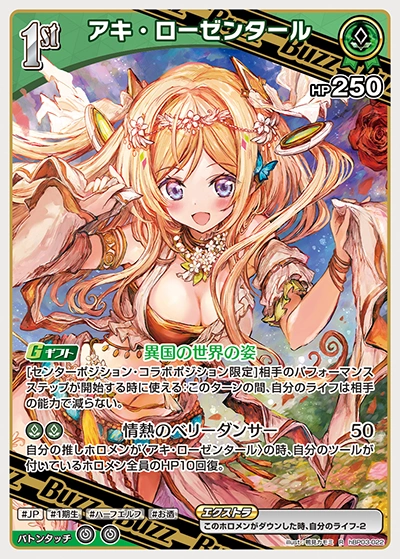 1st
アキ・ローゼンタール
Buzz Buzz Buzz
HP250
Gギフト 異国の世界の姿
[センターポジション・コラボポジション限定]相手のパフォーマンス
ステップが開始する時に使える：このターンの間、自分のライフは相手
の能力で減らない。
情熱のベリーダンサー 50
自分の推しホロメンが〈アキ・ローゼンタール〉の時、自分のツールが
付いているホロメン全員のHP10回復。
#JP #1期生 #ハーフエルフ #お酒
エクストラ
このホロメンがダウンした時、自分のライフ-2
バトンタッチ
R hBP03-022
Buzz Buzz Buzz